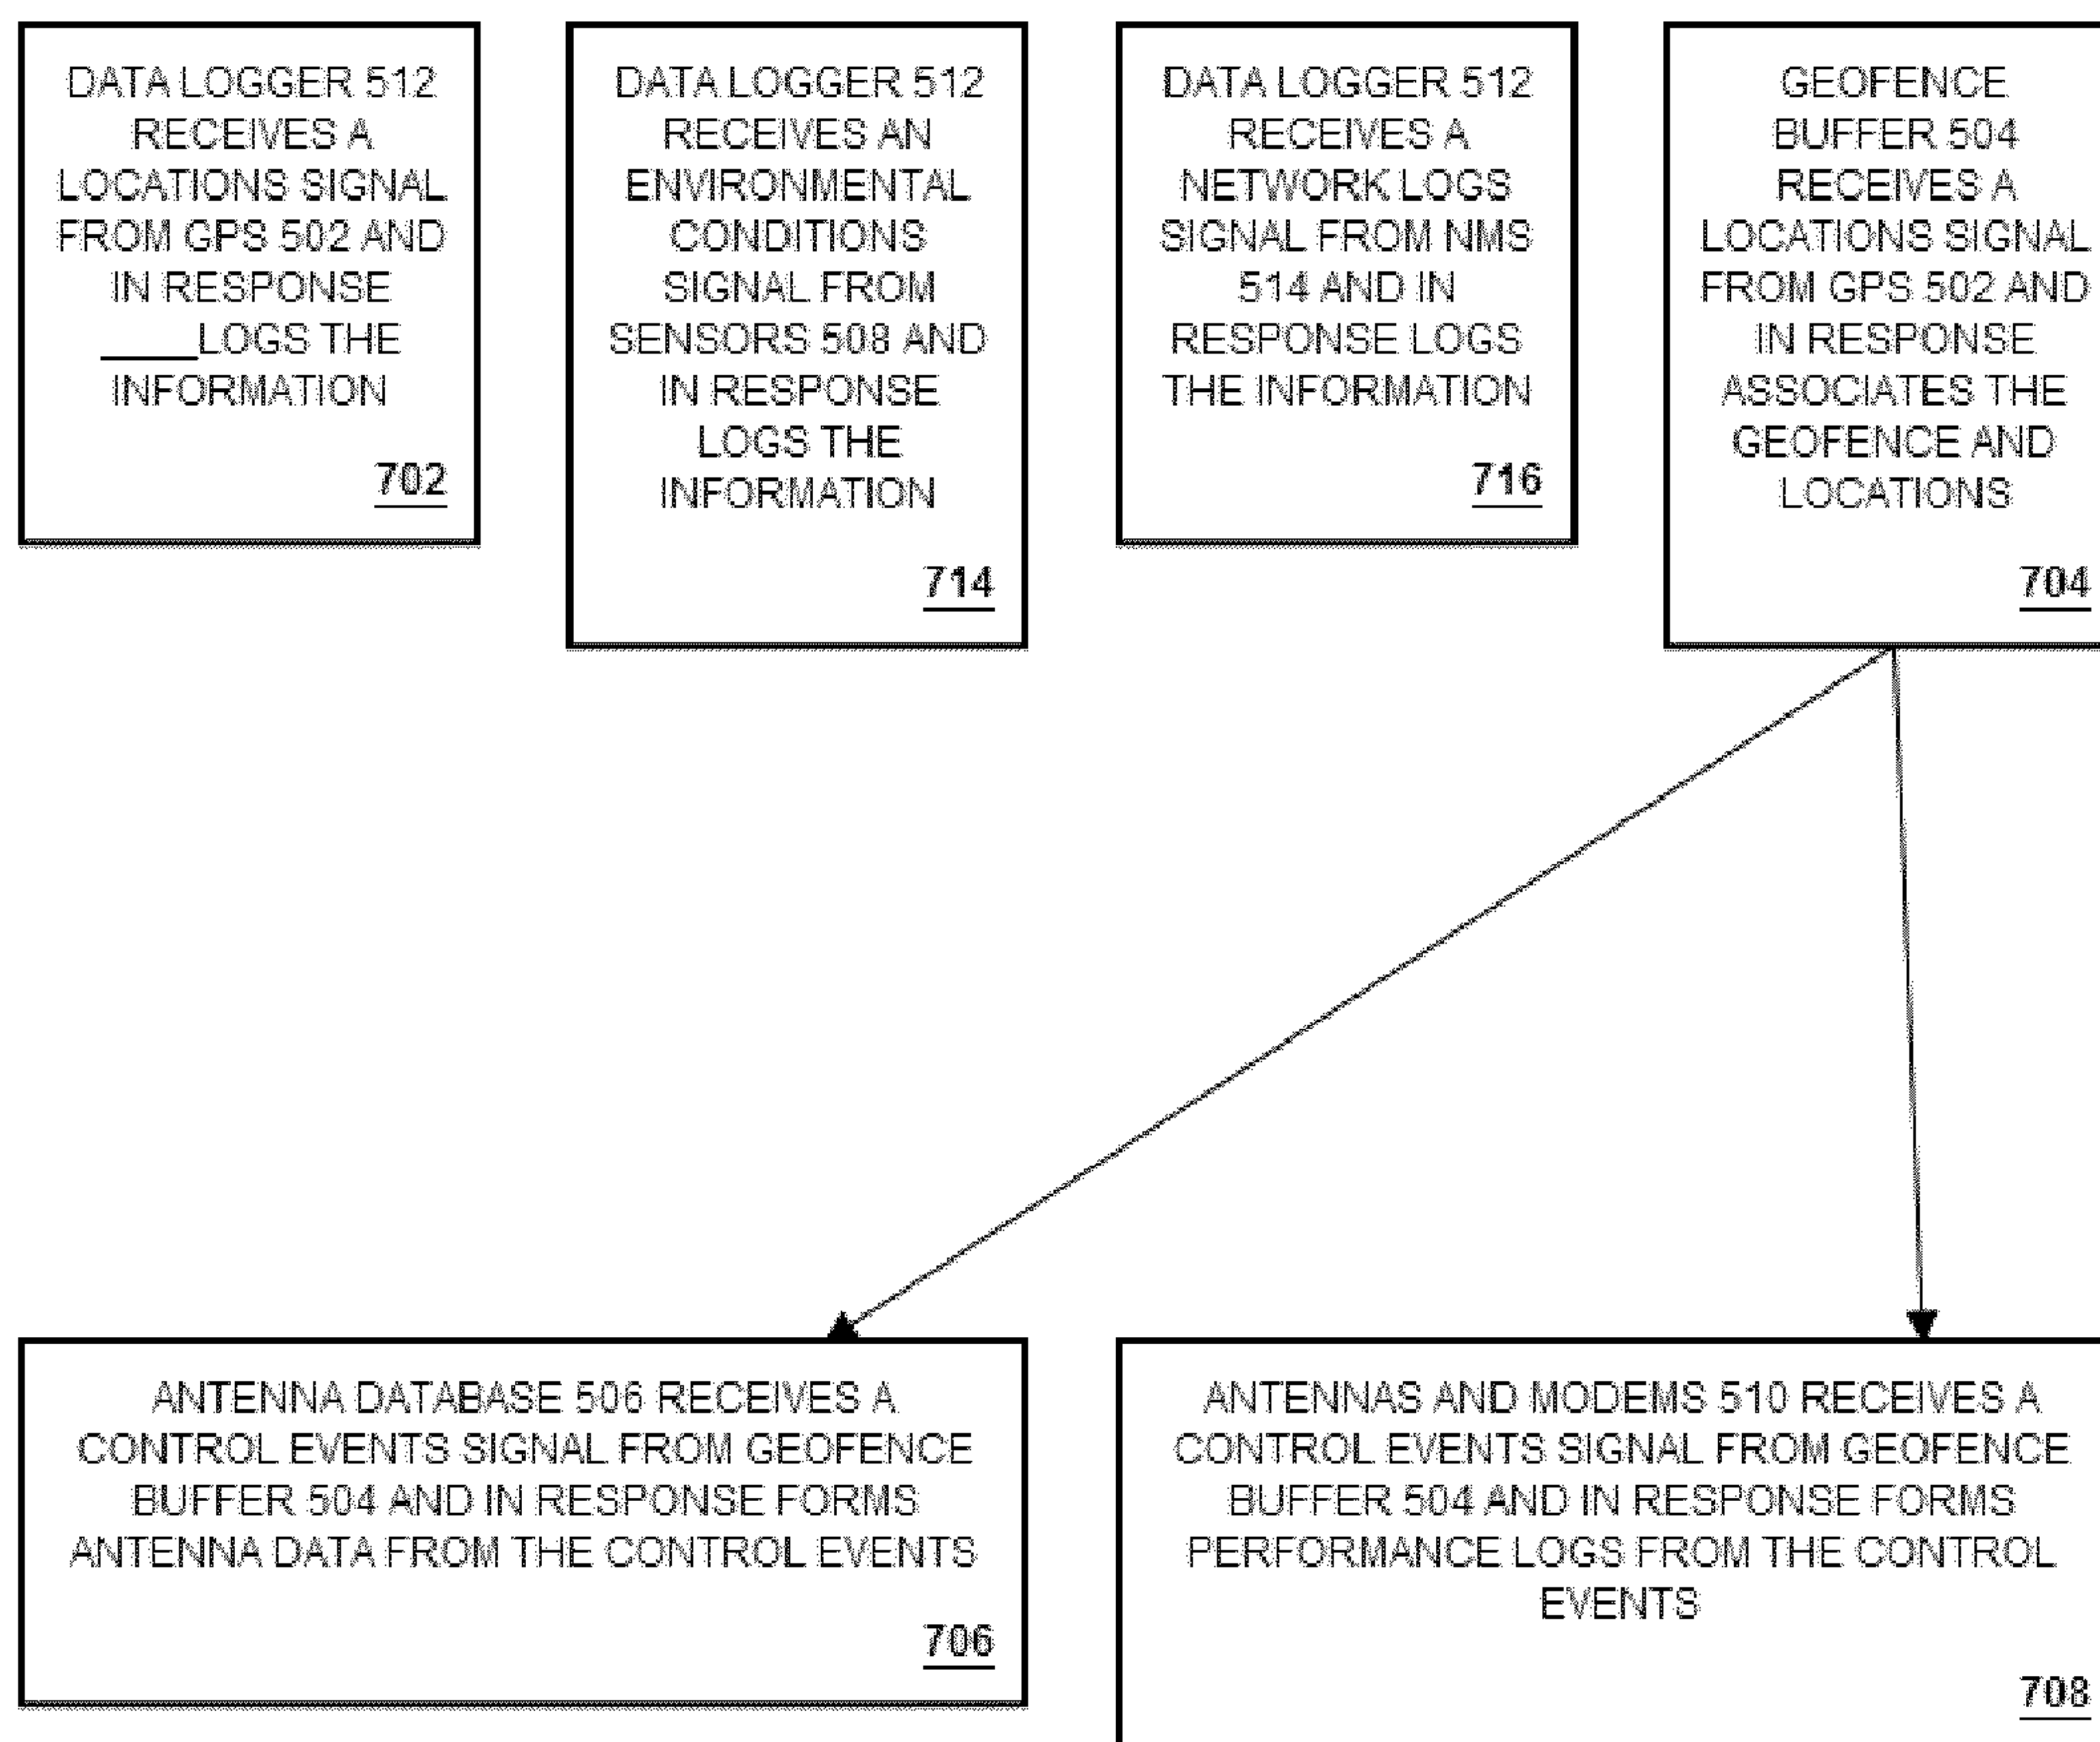 DATA LOGGER 512
RECEIVES A
LOCATIONS SIGNAL
FROM GPS 502 AND
IN RESPONSE
_____LOGS THE
INFORMATION
702
DATA LOGGER 512
RECEIVES AN
ENVIRONMENTAL
CONDITIONS
SIGNAL FROM
SENSORS 508 AND
IN RESPONSE
LOGS THE
INFORMATION
714
DATA LOGGER 512
RECEIVES A
NETWORK LOGS
SIGNAL FROM NMS
514 AND IN
RESPONSE LOGS
THE INFORMATION
716
GEOFENCE
BUFFER 504
RECEIVES A
LOCATIONS SIGNAL
FROM GPS 502 AND
IN RESPONSE
ASSOCIATES THE
GEOFENCE AND
LOCATIONS
704
ANTENNA DATABASE 506 RECEIVES A
CONTROL EVENTS SIGNAL FROM GEOFENCE
BUFFER 504 AND IN RESPONSE FORMS
ANTENNA DATA FROM THE CONTROL EVENTS
706
ANTENNAS AND MODEMS 510 RECEIVES A
CONTROL EVENTS SIGNAL FROM GEOFENCE
BUFFER 504 AND IN RESPONSE FORMS
PERFORMANCE LOGS FROM THE CONTROL
EVENTS
708